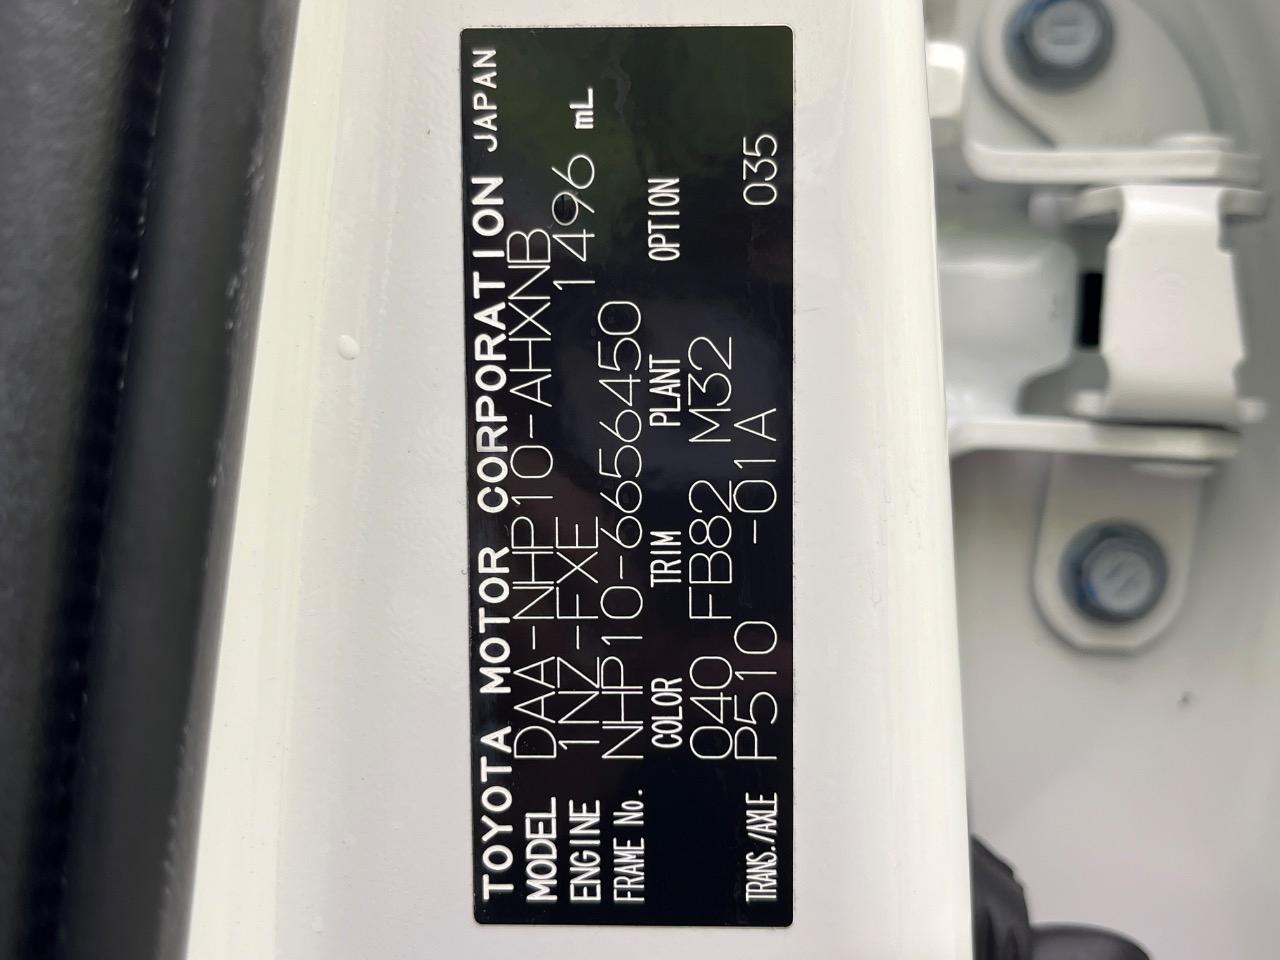 TOYOTA MOTOR CORPORATION JAPAN
MODEL DAA-NHP10-AHXNB
ENGINE 1NZ-FXE 1496 mL
FRAME No. NHP10-6656450
COLOR TRIM PLANT OPTION
040 FB82 M32
TRANS./AXLE P510 -01A 035